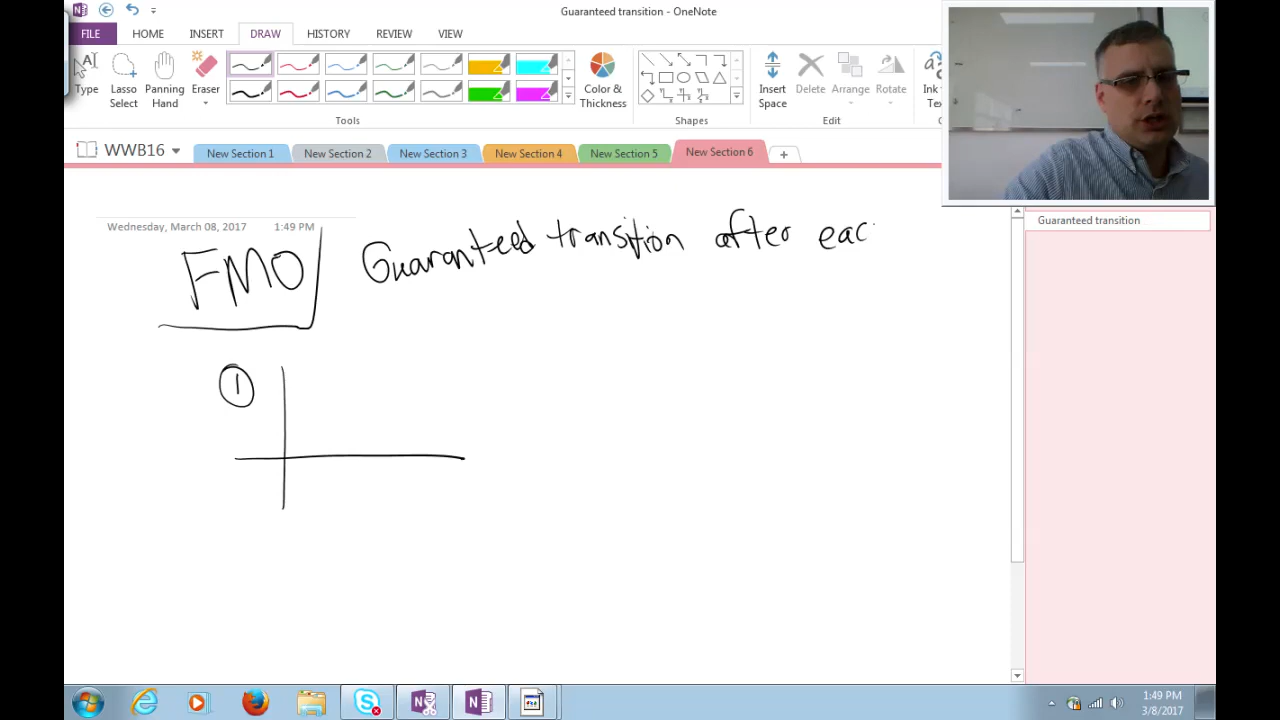 Guaranteed transition - OneNote
FILE HOME INSERT DRAW HISTORY REVIEW VIEW
Type
Lasso Select
Panning Hand
Eraser
Color & Thickness
Insert Space
Delete
Arrange
Rotate
Ink to Te
Tools
Shapes
Edit
WWB16
New Section 1 New Section 2 New Section 3 New Section 4 New Section 5 New Section 6
Guaranteed transition
Wednesday, March 08, 2017 1:49 PM
FMO
Guaranteed transition after eac
1
1:49 PM
3/8/2017